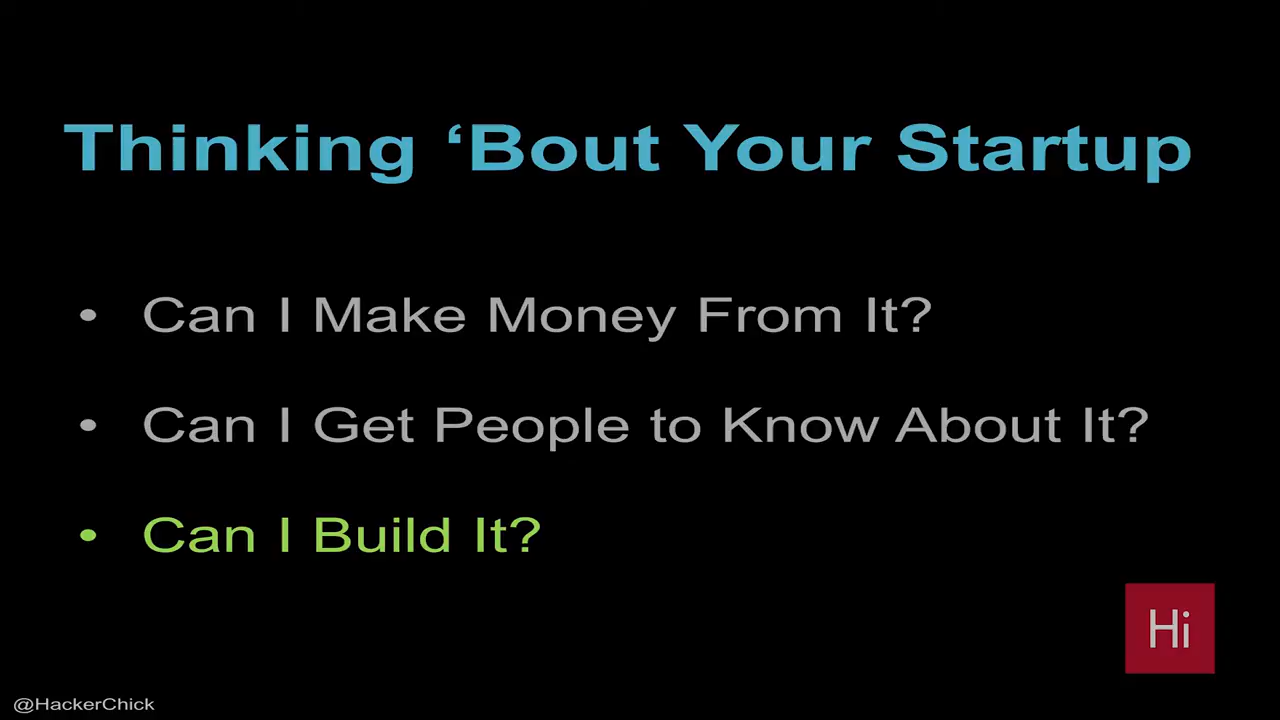 Thinking ‘Bout Your Startup
• Can I Make Money From It?
• Can I Get People to Know About It?
• Can I Build It?
Hi
@HackerChick